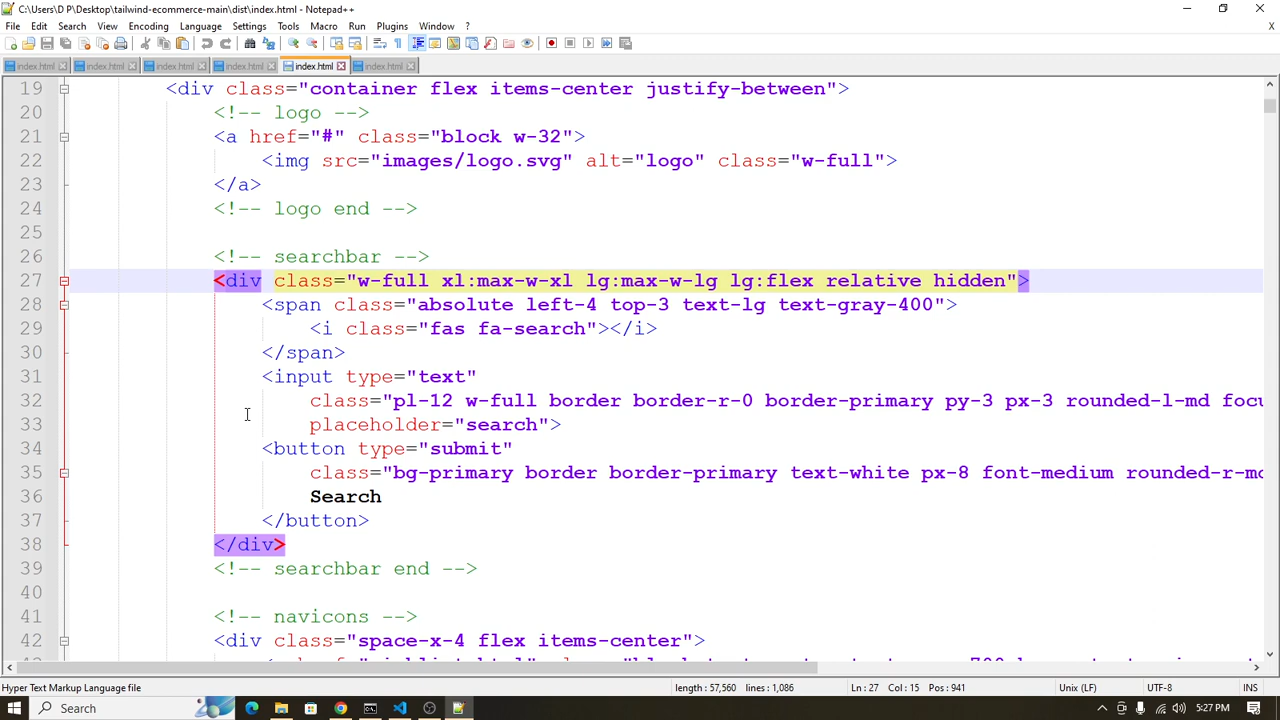 C:\Users\D P\Desktop\tailwind-ecommerce-main\dist\index.html - Notepad++
File Edit Search View Encoding Language Settings Tools Macro Run Plugins Window ?
X
index.html index.html index.html index.html index.html index.html
19 <div class="container flex items-center justify-between">
20 <!-- logo -->
21 <a href="#" class="block w-32">
22 <img src="images/logo.svg" alt="logo" class="w-full">
23 </a>
24 <!-- logo end -->
25
26 <!-- searchbar -->
27 <div class="w-full xl:max-w-xl lg:max-w-lg lg:flex relative hidden">
28 <span class="absolute left-4 top-3 text-lg text-gray-400">
29 <i class="fas fa-search"></i>
30 </span>
31 <input type="text"
32 class="pl-12 w-full border border-r-0 border-primary py-3 px-3 rounded-l-md focu
33 placeholder="search">
34 <button type="submit"
35 class="bg-primary border border-primary text-white px-8 font-medium rounded-r-md
36 Search
37 </button>
38 </div>
39 <!-- searchbar end -->
40
41 <!-- navicons -->
42 <div class="space-x-4 flex items-center">
Hyper Text Markup Language file length : 57,560 lines : 1,086 Ln : 27 Col : 15 Pos : 941 Unix (LF) UTF-8 INS
Search 5:27 PM